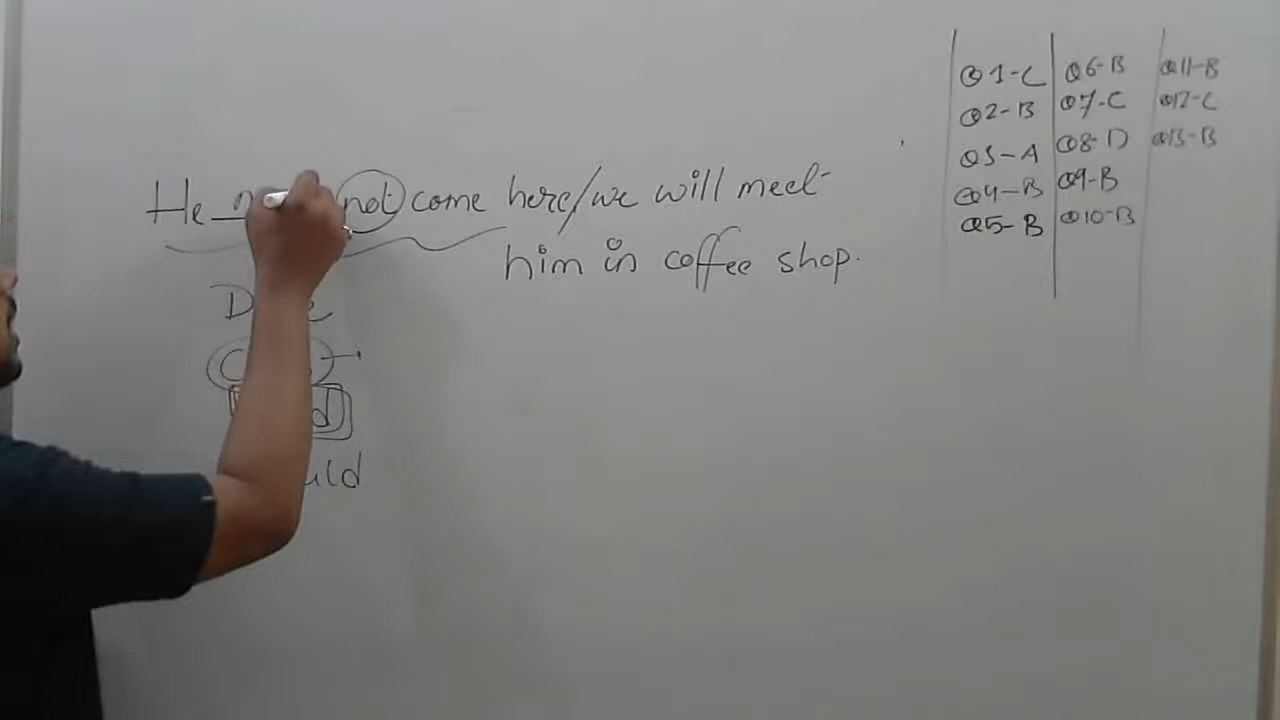 He not come here/we will meet
him in coffee shop.
Q1-C
Q2-B
Q3-A
Q4-B
Q5-B
Q6-B
Q7-C
Q8-D
Q9-B
Q10-B
Q11-B
Q12-C
Q13-B